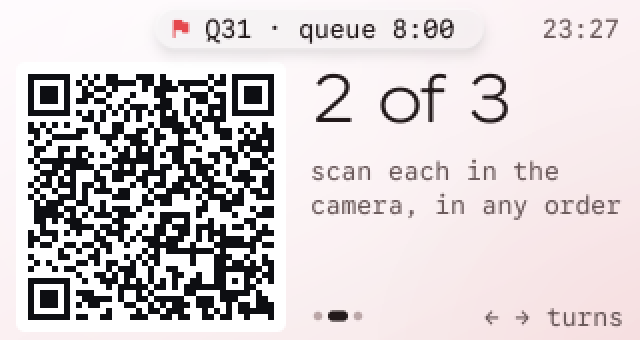 Q31 · queue 8:00
23:27
2 of 3
scan each in the
camera, in any order
← → turns